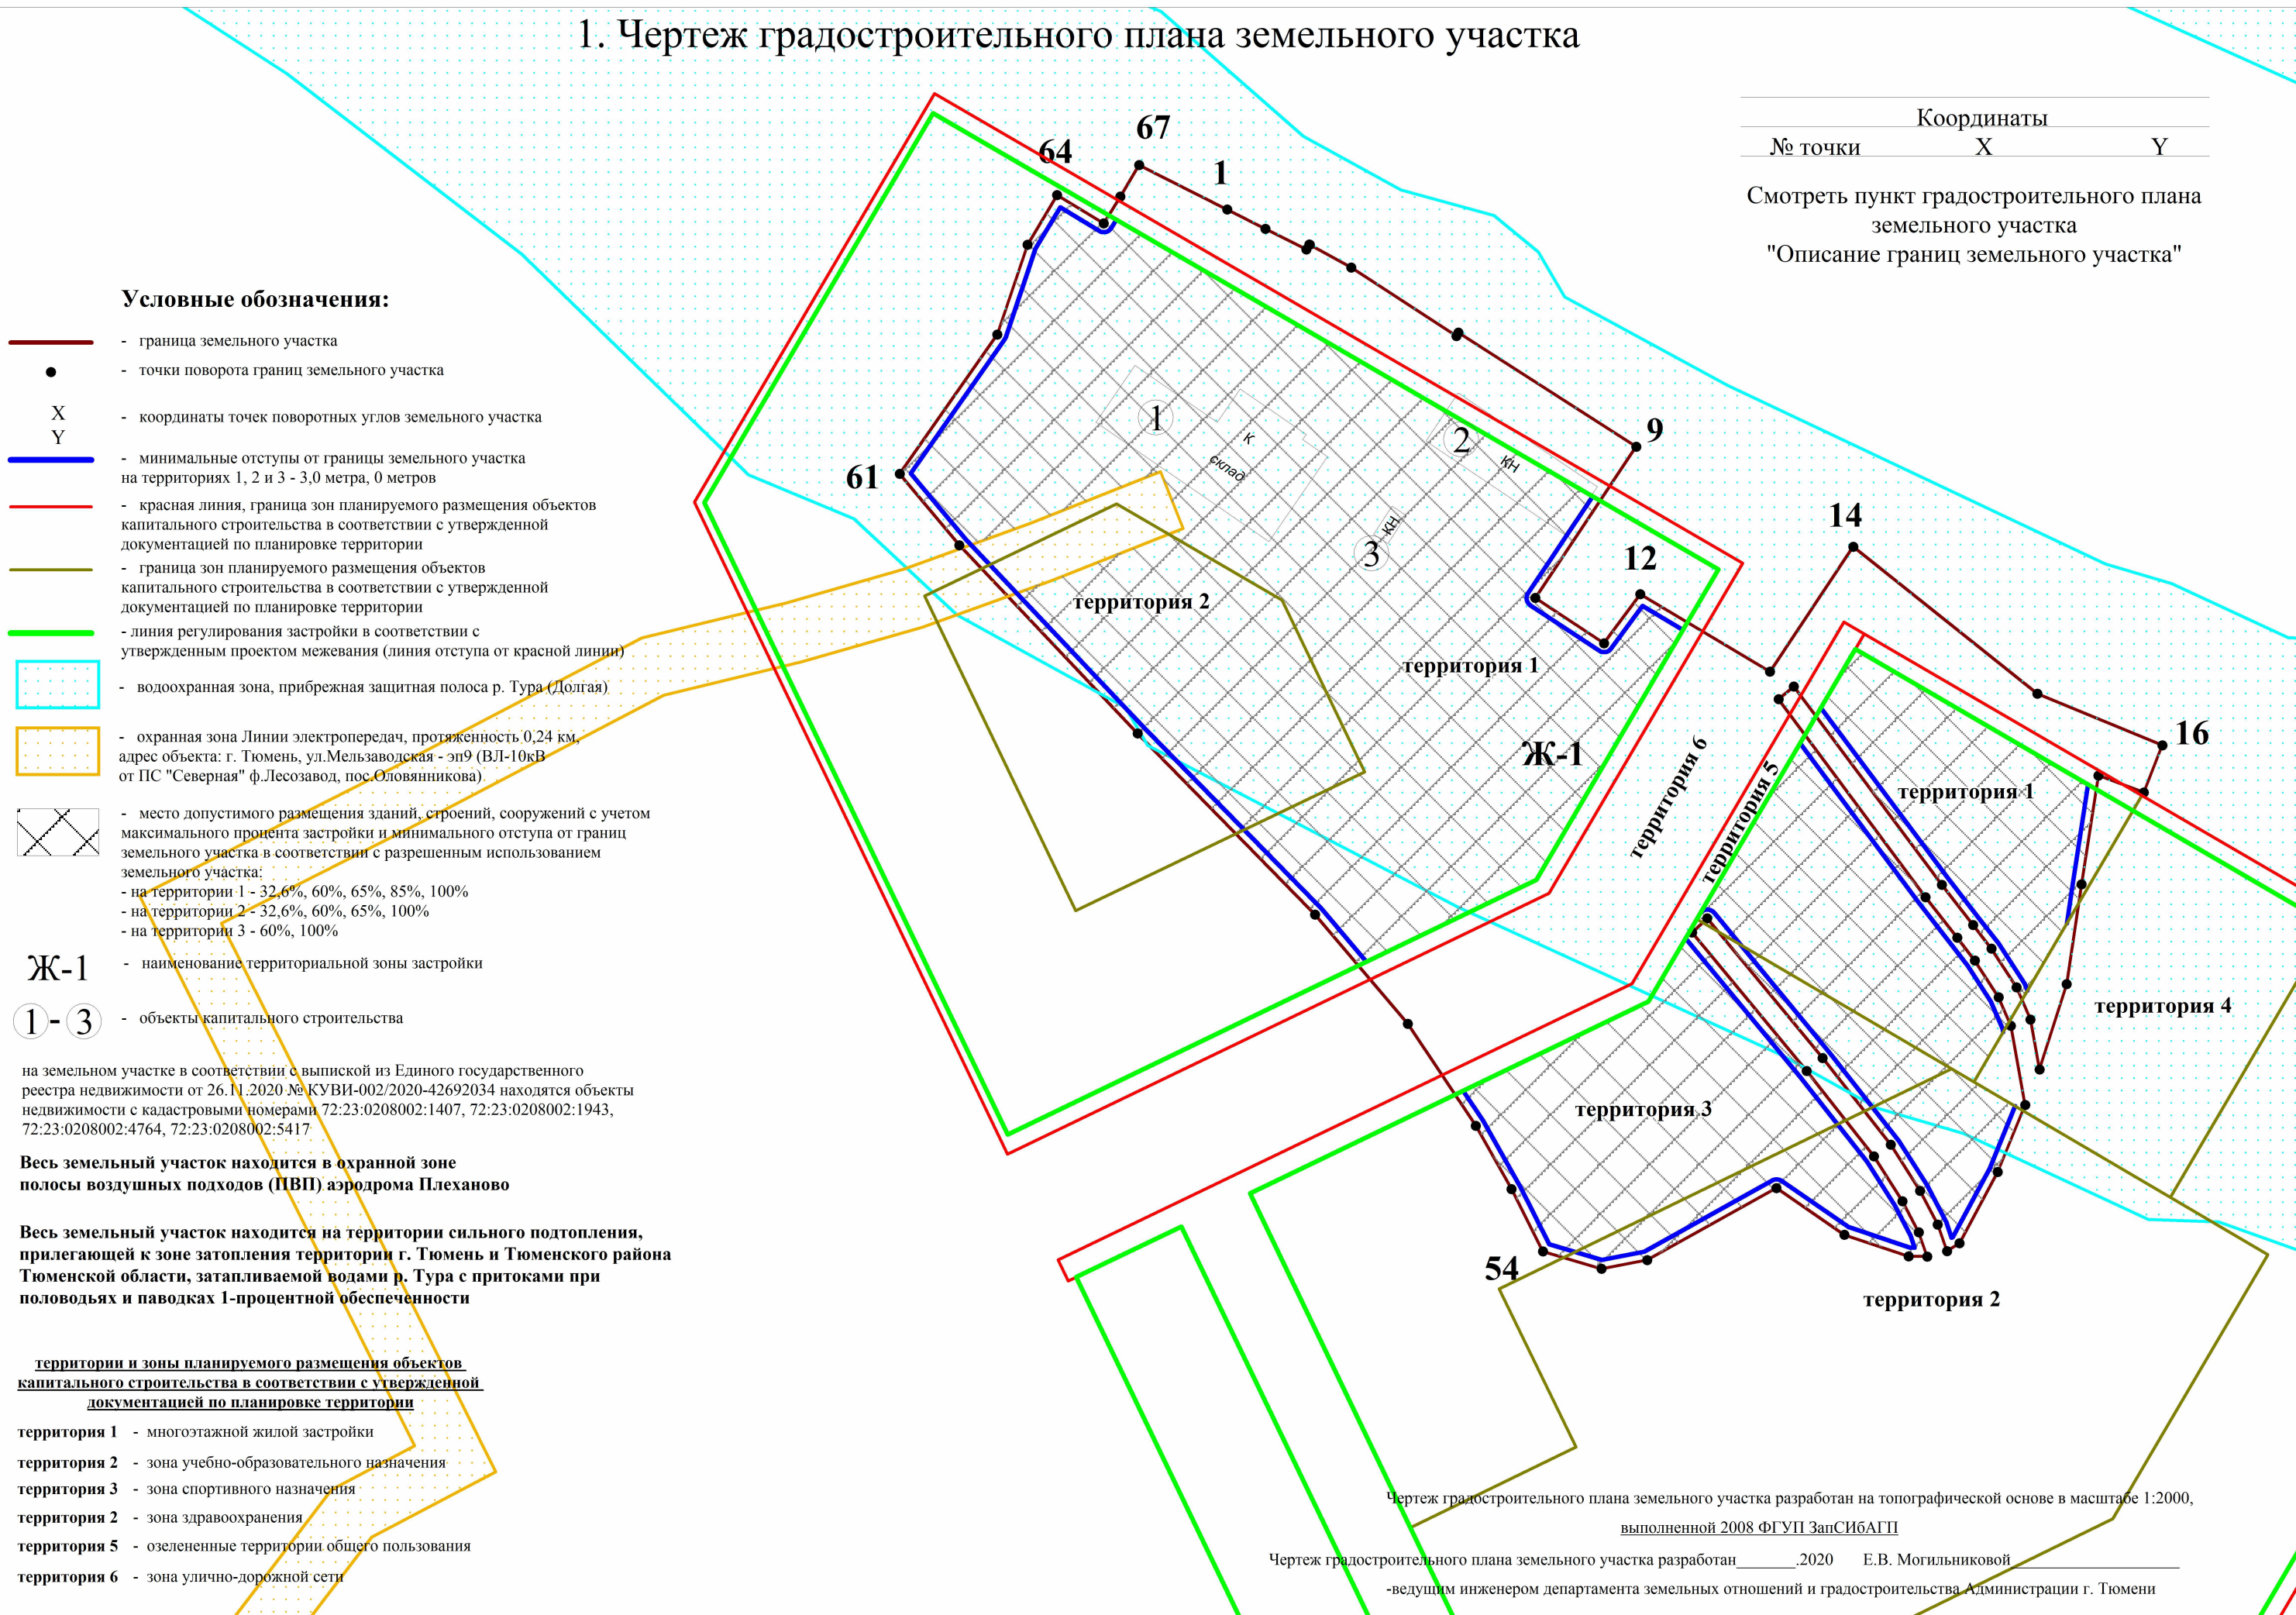 1. Чертеж градостроительного плана земельного участка
Координаты
№ точки X Y
Смотреть пункт градостроительного плана
земельного участка
"Описание границ земельного участка"
Условные обозначения:
- граница земельного участка
- точки поворота границ земельного участка
X
Y
- координаты точек поворотных углов земельного участка
- минимальные отступы от границы земельного участка
на территориях 1, 2 и 3 - 3,0 метра, 0 метров
- красная линия, граница зон планируемого размещения объектов
капитального строительства в соответствии с утвержденной
документацией по планировке территории
- граница зон планируемого размещения объектов
капитального строительства в соответствии с утвержденной
документацией по планировке территории
- линия регулирования застройки в соответствии с
утвержденным проектом межевания (линия отступа от красной линии)
- водоохранная зона, прибрежная защитная полоса р. Тура (Долгая)
- охранная зона Линии электропередач, протяженность 0,24 км,
адрес объекта: г. Тюмень, ул.Мельзаводская - эп9 (ВЛ-10кВ
от ПС "Северная" ф.Лесозавод, пос.Оловянникова)
- место допустимого размещения зданий, строений, сооружений с учетом
максимального процента застройки и минимального отступа от границ
земельного участка в соответствии с разрешенным использованием
земельного участка:
- на территории 1 - 32,6%, 60%, 65%, 85%, 100%
- на территории 2 - 32,6%, 60%, 65%, 100%
- на территории 3 - 60%, 100%
Ж-1 - наименование территориальной зоны застройки
1 - 3 - объекты капитального строительства
на земельном участке в соответствии с выпиской из Единого государственного
реестра недвижимости от 26.11.2020 № КУВИ-002/2020-42692034 находятся объекты
недвижимости с кадастровыми номерами 72:23:0208002:1407, 72:23:0208002:1943,
72:23:0208002:4764, 72:23:0208002:5417
Весь земельный участок находится в охранной зоне
полосы воздушных подходов (ПВП) аэродрома Плеханово
Весь земельный участок находится на территории сильного подтопления,
прилегающей к зоне затопления территории г. Тюмень и Тюменского района
Тюменской области, затапливаемой водами р. Тура с притоками при
половодьях и паводках 1-процентной обеспеченности
территории и зоны планируемого размещения объектов
капитального строительства в соответствии с утвержденной
документацией по планировке территории
территория 1 - многоэтажной жилой застройки
территория 2 - зона учебно-образовательного назначения
территория 3 - зона спортивного назначения
территория 2 - зона здравоохранения
территория 5 - озелененные территории общего пользования
территория 6 - зона улично-дорожной сети
67
64
1
9
61
12
14
16
54
1
К
склад
2
КН
3
КН
территория 2
территория 1
Ж-1
территория 6
территория 5
территория 1
территория 4
территория 3
территория 2
Чертеж градостроительного плана земельного участка разработан на топографической основе в масштабе 1:2000,
выполненной 2008 ФГУП ЗапСИбАГП
Чертеж градостроительного плана земельного участка разработан_______.2020 Е.В. Могильниковой____________________
-ведущим инженером департамента земельных отношений и градостроительства Администрации г. Тюмени